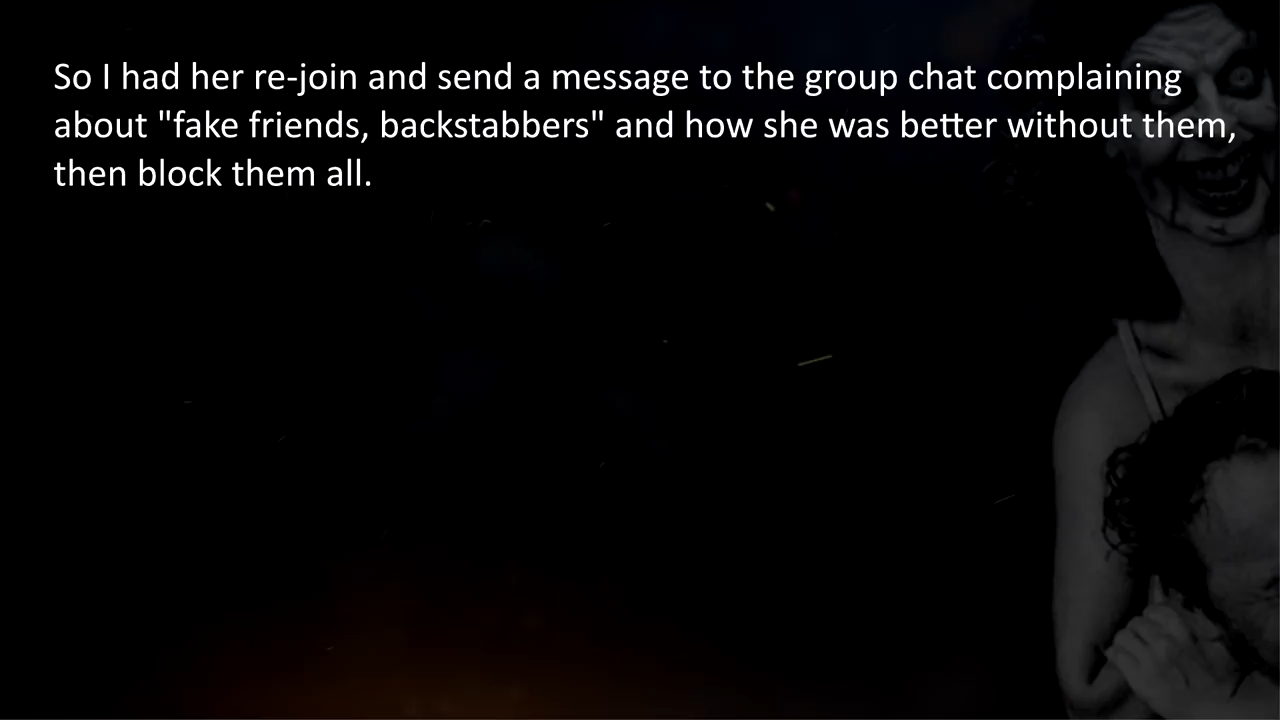 So I had her re-join and send a message to the group chat complaining
about "fake friends, backstabbers" and how she was better without them,
then block them all.